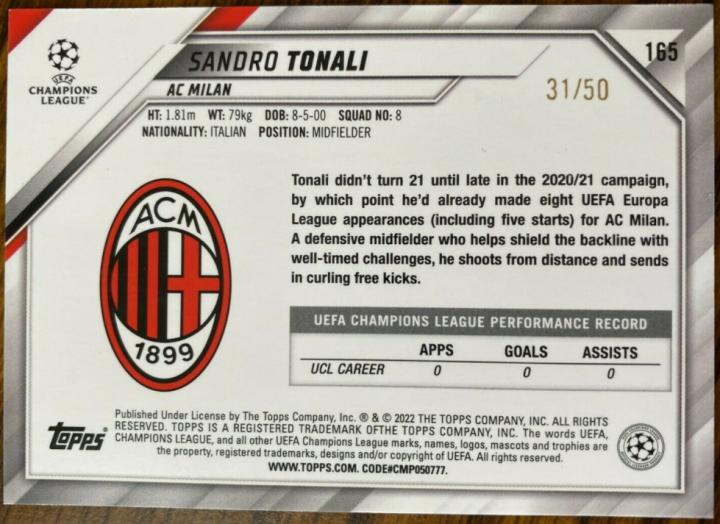 UEFA
CHAMPIONS
LEAGUE®
SANDRO TONALI
165
AC MILAN
31/50
HT: 1.81m WT: 79kg DOB: 8-5-00 SQUAD NO: 8
NATIONALITY: ITALIAN POSITION: MIDFIELDER
Tonali didn't turn 21 until late in the 2020/21 campaign,
by which point he'd already made eight UEFA Europa
League appearances (including five starts) for AC Milan.
A defensive midfielder who helps shield the backline with
well-timed challenges, he shoots from distance and sends
in curling free kicks.
ACM
1899
UEFA CHAMPIONS LEAGUE PERFORMANCE RECORD
APPS GOALS ASSISTS
UCL CAREER 0 0 0
topps®
Published Under License by The Topps Company, Inc. ® & © 2022 THE TOPPS COMPANY, INC. ALL RIGHTS
RESERVED. TOPPS IS A REGISTERED TRADEMARK OFTHE TOPPS COMPANY, INC. The words UEFA,
CHAMPIONS LEAGUE, and all other UEFA Champions League marks, names, logos, mascots and trophies are
the property, registered trademarks, designs and/or copyright of UEFA. All rights reserved.
WWW.TOPPS.COM. CODE#CMP050777.